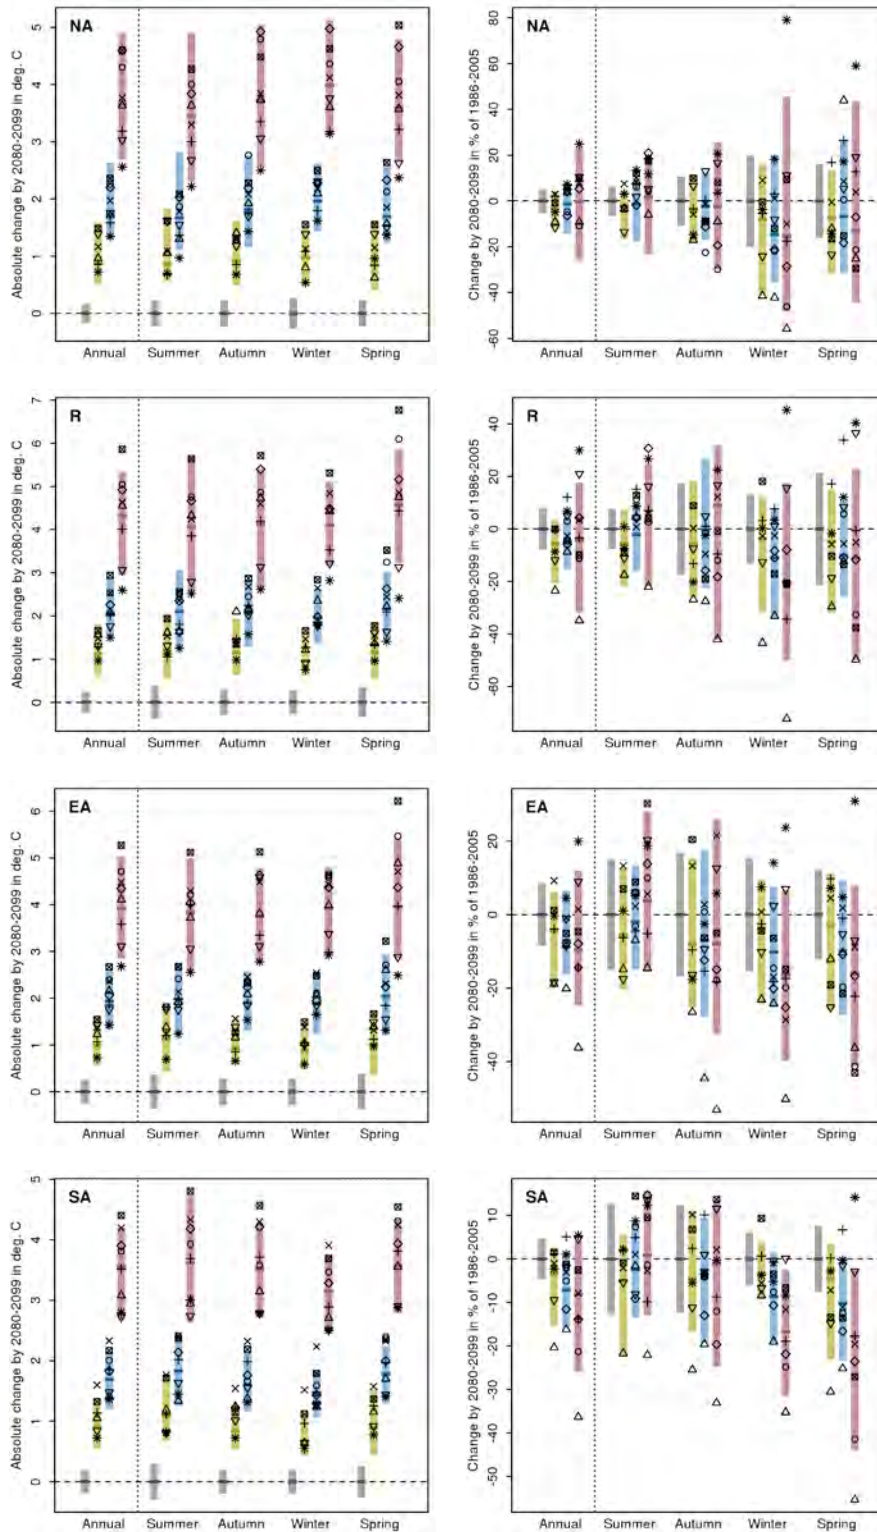 NA
Absolute change by 2080-2099 in deg. C
5
4
3
2
1
0
Annual Summer Autumn Winter Spring
NA
Change by 2080-2099 in % of 1986-2005
80
60
40
20
0
-20
-40
-60
Annual Summer Autumn Winter Spring
R
Absolute change by 2080-2099 in deg. C
7
6
5
4
3
2
1
0
Annual Summer Autumn Winter Spring
R
Change by 2080-2099 in % of 1986-2005
40
20
0
-20
-40
-60
Annual Summer Autumn Winter Spring
EA
Absolute change by 2080-2099 in deg. C
6
5
4
3
2
1
0
Annual Summer Autumn Winter Spring
EA
Change by 2080-2099 in % of 1986-2005
20
0
-20
-40
Annual Summer Autumn Winter Spring
SA
Absolute change by 2080-2099 in deg. C
5
4
3
2
1
0
Annual Summer Autumn Winter Spring
SA
Change by 2080-2099 in % of 1986-2005
10
0
-10
-20
-30
-40
-50
Annual Summer Autumn Winter Spring